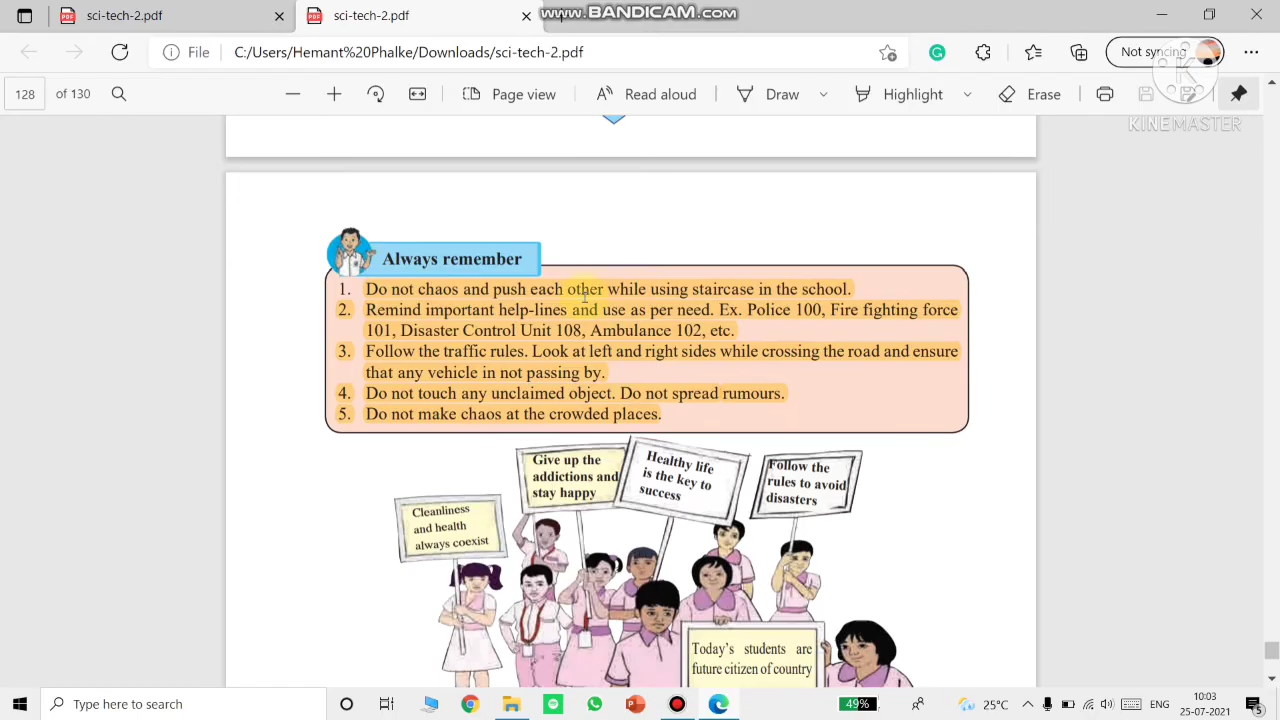 www.BANDICAM.com
sci-tech-2.pdf
sci-tech-2.pdf
File
C:/Users/Hemant%20Phalke/Downloads/sci-tech-2.pdf
Not syncing
128 of 130
Page view
Read aloud
Draw
Highlight
Erase
K
KINEMASTER
Always remember
1. Do not chaos and push each other while using staircase in the school.
2. Remind important help-lines and use as per need. Ex. Police 100, Fire fighting force
101, Disaster Control Unit 108, Ambulance 102, etc.
3. Follow the traffic rules. Look at left and right sides while crossing the road and ensure
that any vehicle in not passing by.
4. Do not touch any unclaimed object. Do not spread rumours.
5. Do not make chaos at the crowded places.
Cleanliness
and health
always coexist
Give up the
addictions and
stay happy
Healthy life
is the key to
success
Follow the
rules to avoid
disasters
Today's students are
future citizen of country
Type here to search
49%
25°C
10:03
25-07-2021
5